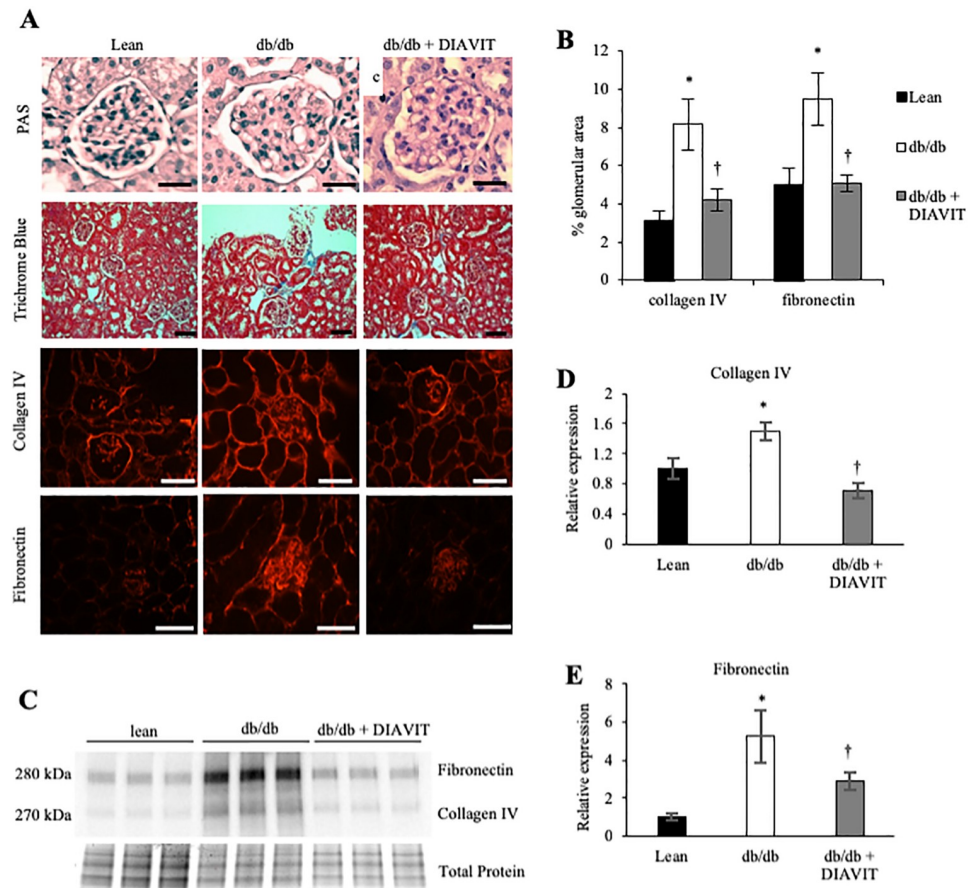 A
Lean
db/db
db/db + DIAVIT
PAS
c
Trichrome Blue
Collagen IV
Fibronectin
B
% glomerular area
12
10
8
6
4
2
0
*
†
*
†
collagen IV
fibronectin
Lean
db/db
db/db +
DIAVIT
C
lean
db/db
db/db + DIAVIT
280 kDa
Fibronectin
270 kDa
Collagen IV
Total Protein
D
Collagen IV
Relative expression
2
1.6
1.2
0.8
0.4
0
*
†
Lean
db/db
db/db +
DIAVIT
E
Fibronectin
Relative expression
8
6
4
2
0
*
†
Lean
db/db
db/db +
DIAVIT